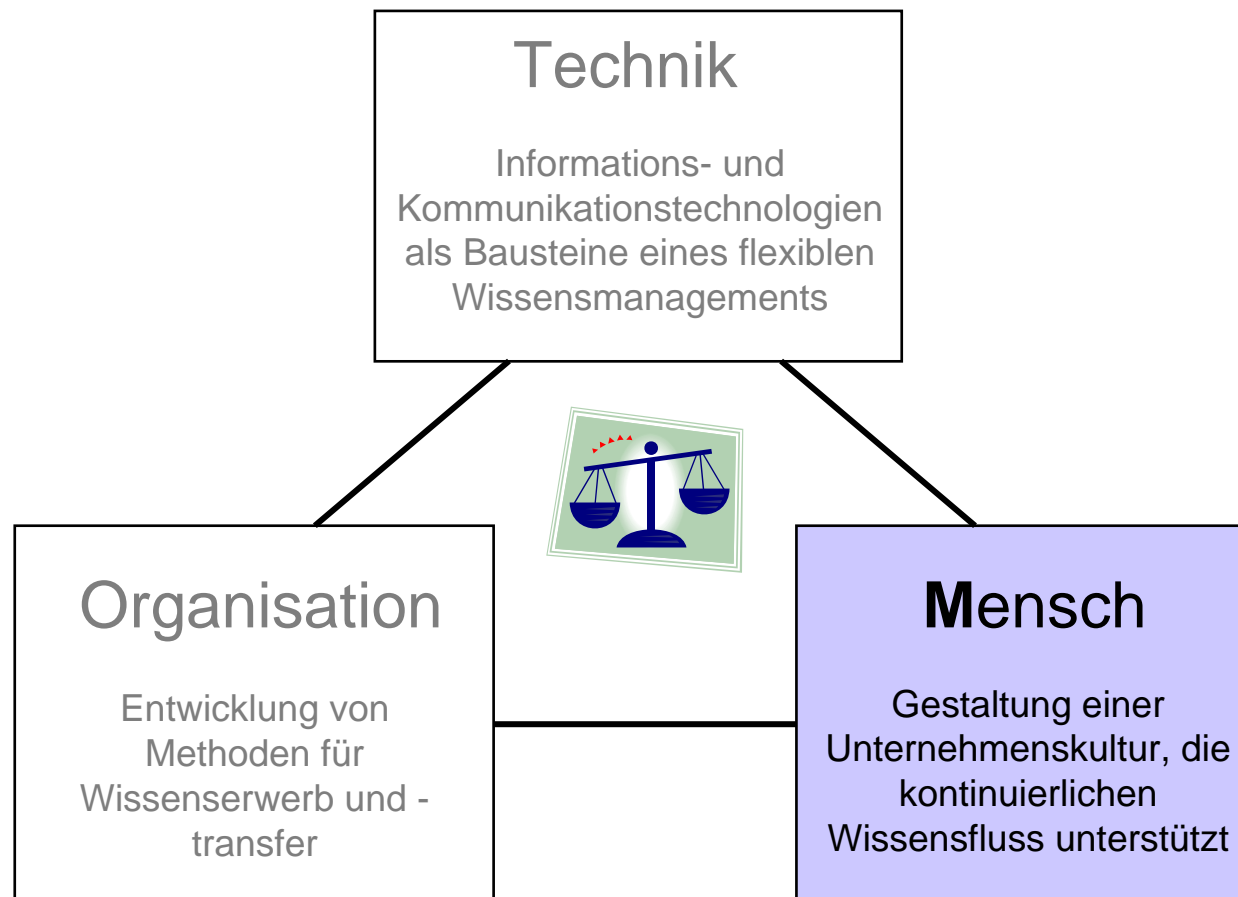 Technik
Informations- und
Kommunikationstechnologien
als Bausteine eines flexiblen
Wissensmanagements
Organisation
Entwicklung von
Methoden für
Wissenserwerb und -
transfer
Mensch
Gestaltung einer
Unternehmenskultur, die
kontinuierlichen
Wissensfluss unterstützt